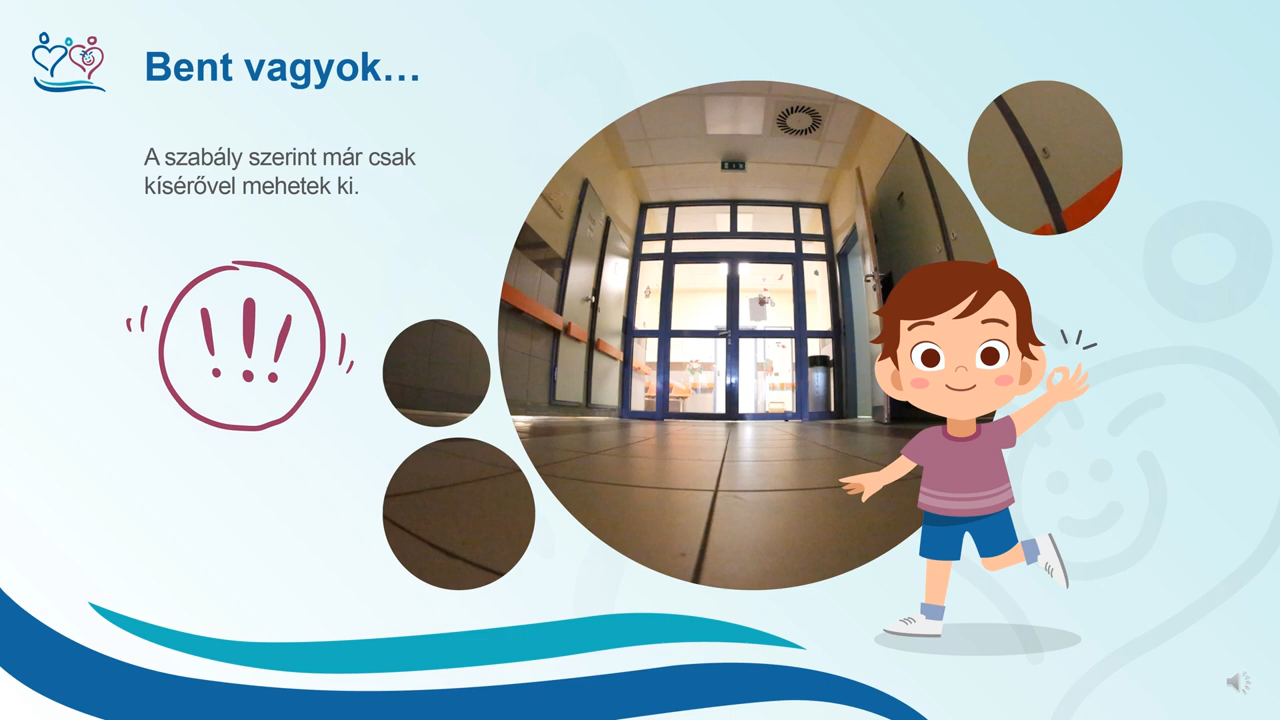 Bent vagyok…
A szabály szerint már csak
kísérővel mehetek ki.
!!!